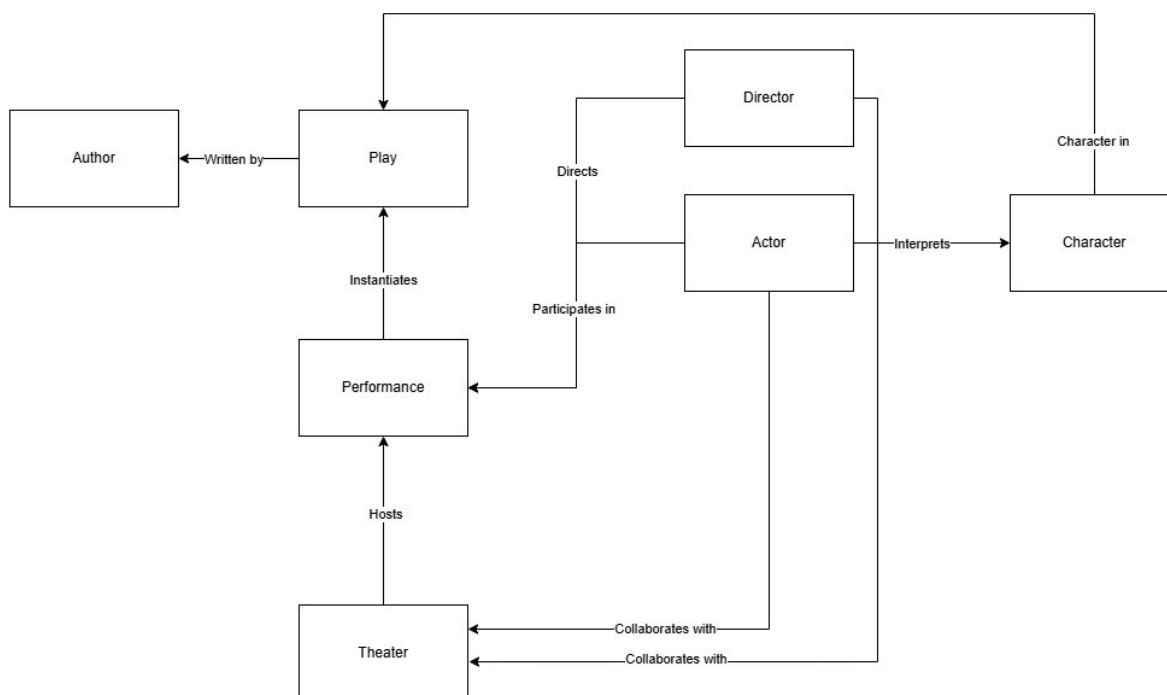 Director
Author
Written by
Play
Character in
Directs
Actor
Interprets
Character
Instantiates
Participates in
Performance
Hosts
Collaborates with
Theater
Collaborates with